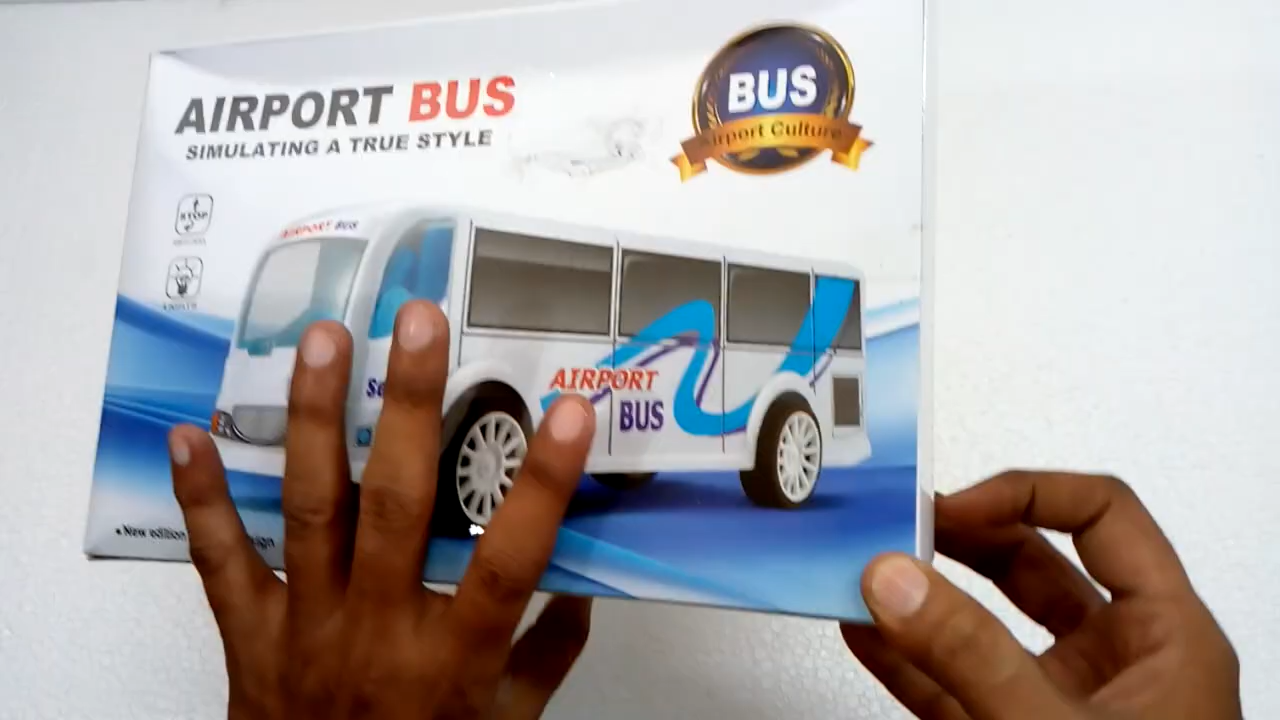 AIRPORT BUS
SIMULATING A TRUE STYLE
BUS
Airport Culture
STOP
AIRPORT BUS
AIRPORT
BUS
• New edition